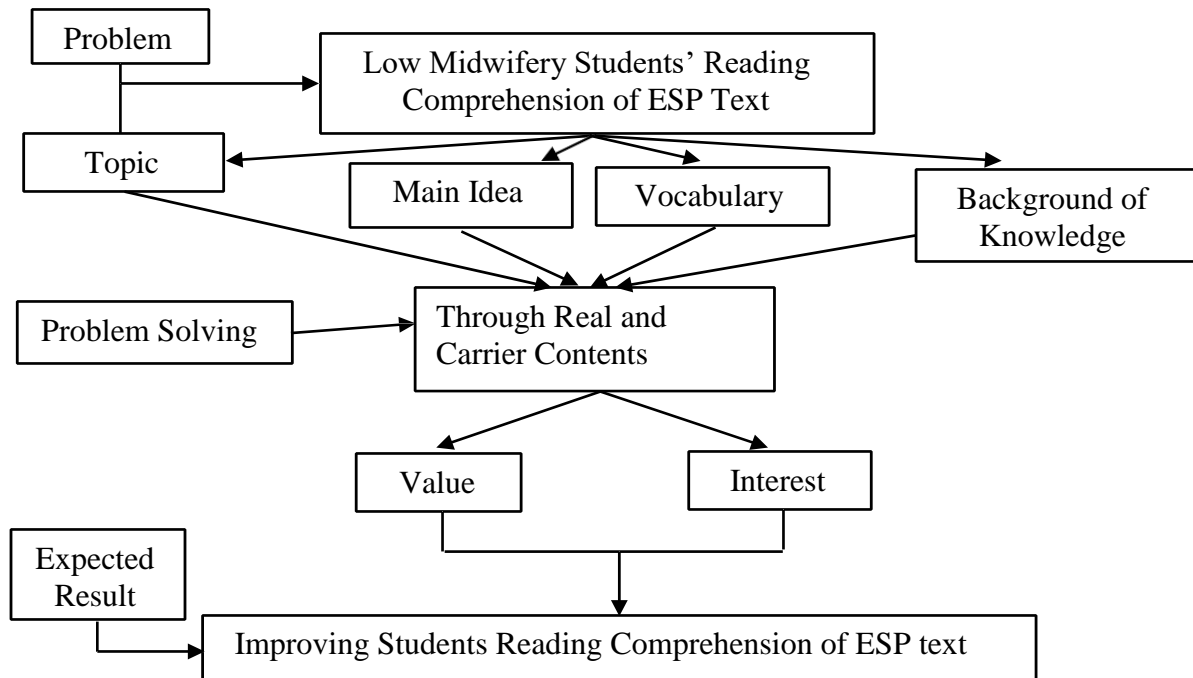 Problem
Low Midwifery Students’ Reading
Comprehension of ESP Text
Topic
Main Idea
Vocabulary
Background of
Knowledge
Problem Solving
Through Real and
Carrier Contents
Value
Interest
Expected
Result
Improving Students Reading Comprehension of ESP text